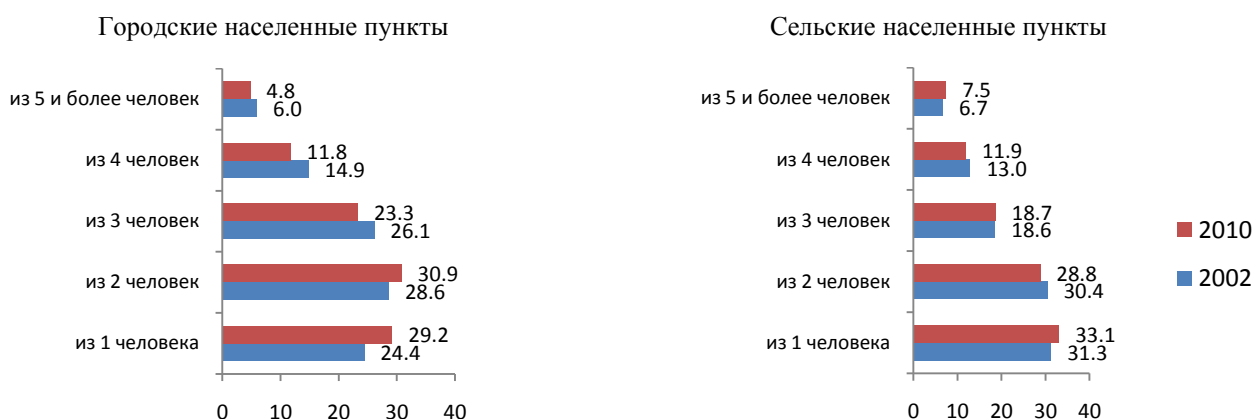 Городские населенные пункты
из 5 и более человек
4.8
6.0
из 4 человек
11.8
14.9
из 3 человек
23.3
26.1
из 2 человек
30.9
28.6
из 1 человека
29.2
24.4
0 10 20 30 40
Сельские населенные пункты
из 5 и более человек
7.5
6.7
из 4 человек
11.9
13.0
из 3 человек
18.7
18.6
из 2 человек
28.8
30.4
из 1 человека
33.1
31.3
0 10 20 30 40
2010
2002